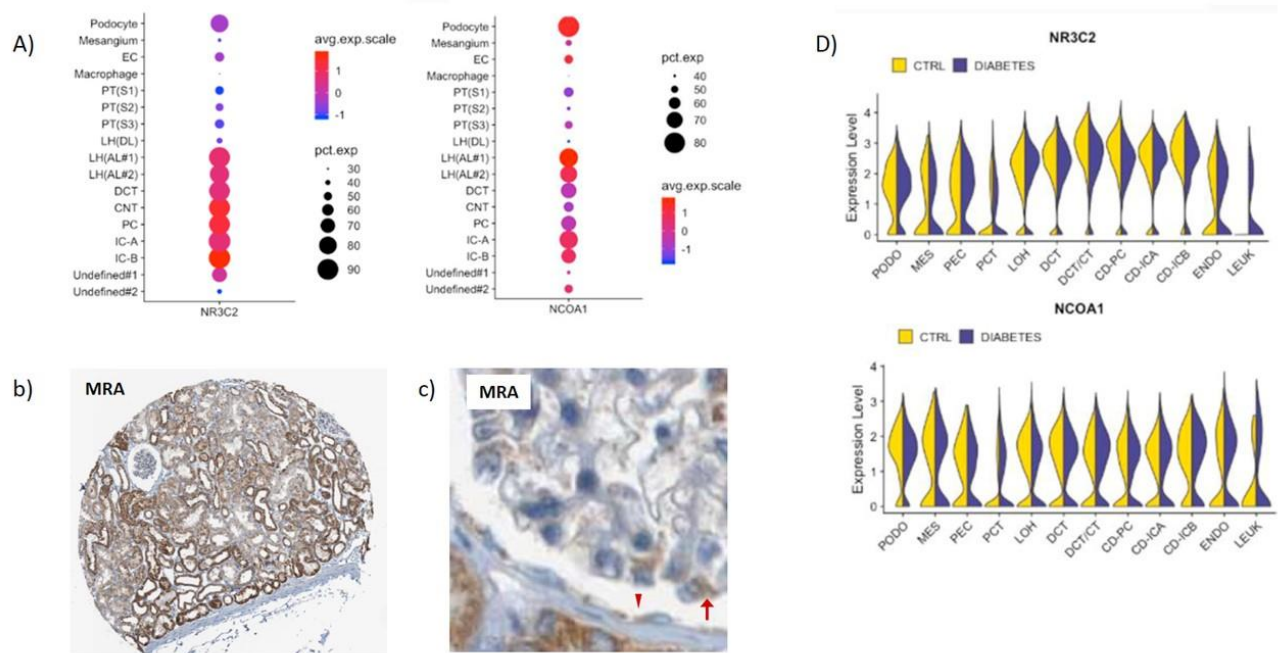 A)
Podocyte
Mesangium
EC
Macrophage
PT(S1)
PT(S2)
PT(S3)
LH(DL)
LH(AL#1)
LH(AL#2)
DCT
CNT
PC
IC-A
IC-B
Undefined#1
Undefined#2
NR3C2
avg.exp.scale
1
0
-1
pct.exp
30
40
50
60
70
80
90
Podocyte
Mesangium
EC
Macrophage
PT(S1)
PT(S2)
PT(S3)
LH(DL)
LH(AL#1)
LH(AL#2)
DCT
CNT
PC
IC-A
IC-B
Undefined#1
Undefined#2
NCOA1
pct.exp
40
50
60
70
80
avg.exp.scale
1
0
-1
b)
MRA
c)
MRA
D)
NR3C2
CTRL DIABETES
Expression Level
4
3
2
1
0
PODO MES PEC PCT LOH DCT DCT/CT CD-PC CD-ICA CD-ICB ENDO LEUK
NCOA1
CTRL DIABETES
Expression Level
4
3
2
1
0
PODO MES PEC PCT LOH DCT DCT/CT CD-PC CD-ICA CD-ICB ENDO LEUK